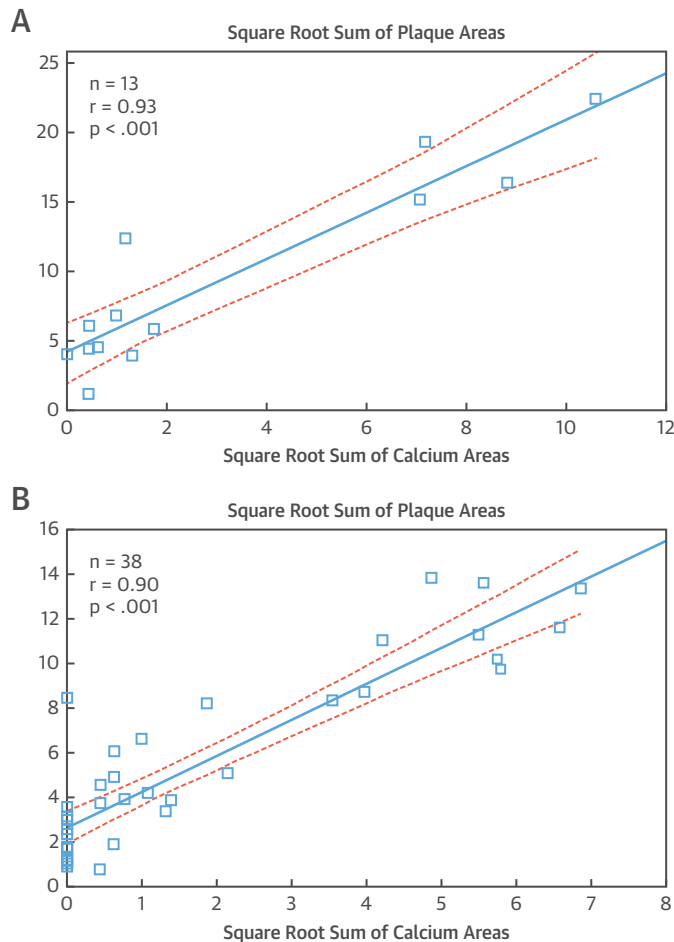 A
Square Root Sum of Plaque Areas
n = 13
r = 0.93
p < .001
25
20
15
10
5
0
0 2 4 6 8 10 12
Square Root Sum of Calcium Areas
B
Square Root Sum of Plaque Areas
n = 38
r = 0.90
p < .001
16
14
12
10
8
6
4
2
0
0 1 2 3 4 5 6 7 8
Square Root Sum of Calcium Areas